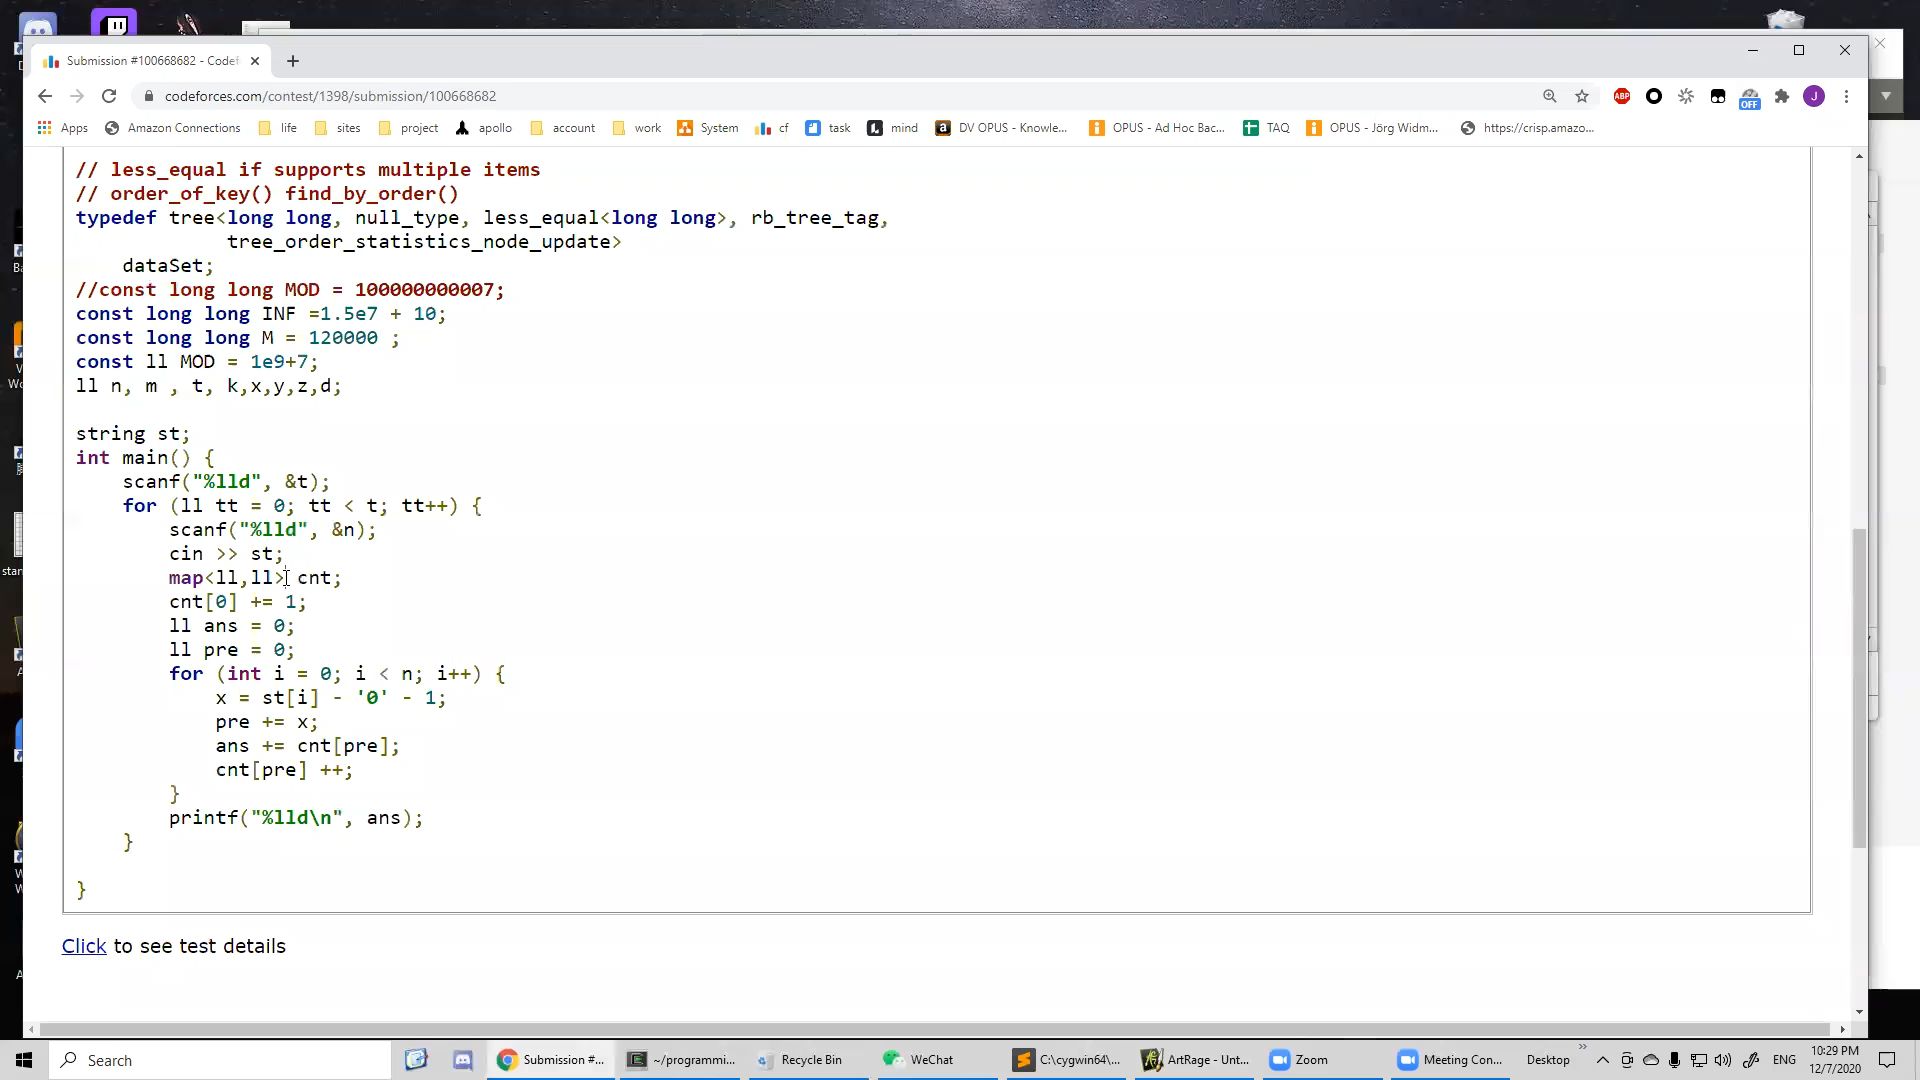 Submission #100668682 - Codef
codeforces.com/contest/1398/submission/100668682
ABP
OFF
J
Apps
Amazon Connections
life
sites
project
apollo
account
work
System
cf
task
mind
DV OPUS - Knowle...
OPUS - Ad Hoc Bac...
TAQ
OPUS - Jörg Widm...
https://crisp.amazo...
// less_equal if supports multiple items
// order_of_key() find_by_order()
typedef tree<long long, null_type, less_equal<long long>, rb_tree_tag,
tree_order_statistics_node_update>
dataSet;
//const long long MOD = 100000000007;
const long long INF =1.5e7 + 10;
const long long M = 120000 ;
const ll MOD = 1e9+7;
ll n, m , t, k,x,y,z,d;
string st;
int main() {
scanf("%lld", &t);
for (ll tt = 0; tt < t; tt++) {
scanf("%lld", &n);
cin >> st;
map<ll,ll> cnt;
cnt[0] += 1;
ll ans = 0;
ll pre = 0;
for (int i = 0; i < n; i++) {
x = st[i] - '0' - 1;
pre += x;
ans += cnt[pre];
cnt[pre] ++;
}
printf("%lld\n", ans);
}
}
Click to see test details
Search
Submission #...
~/programmi...
Recycle Bin
WeChat
C:\cygwin64\...
ArtRage - Unt...
Zoom
Meeting Con...
Desktop
ENG
10:29 PM
12/7/2020